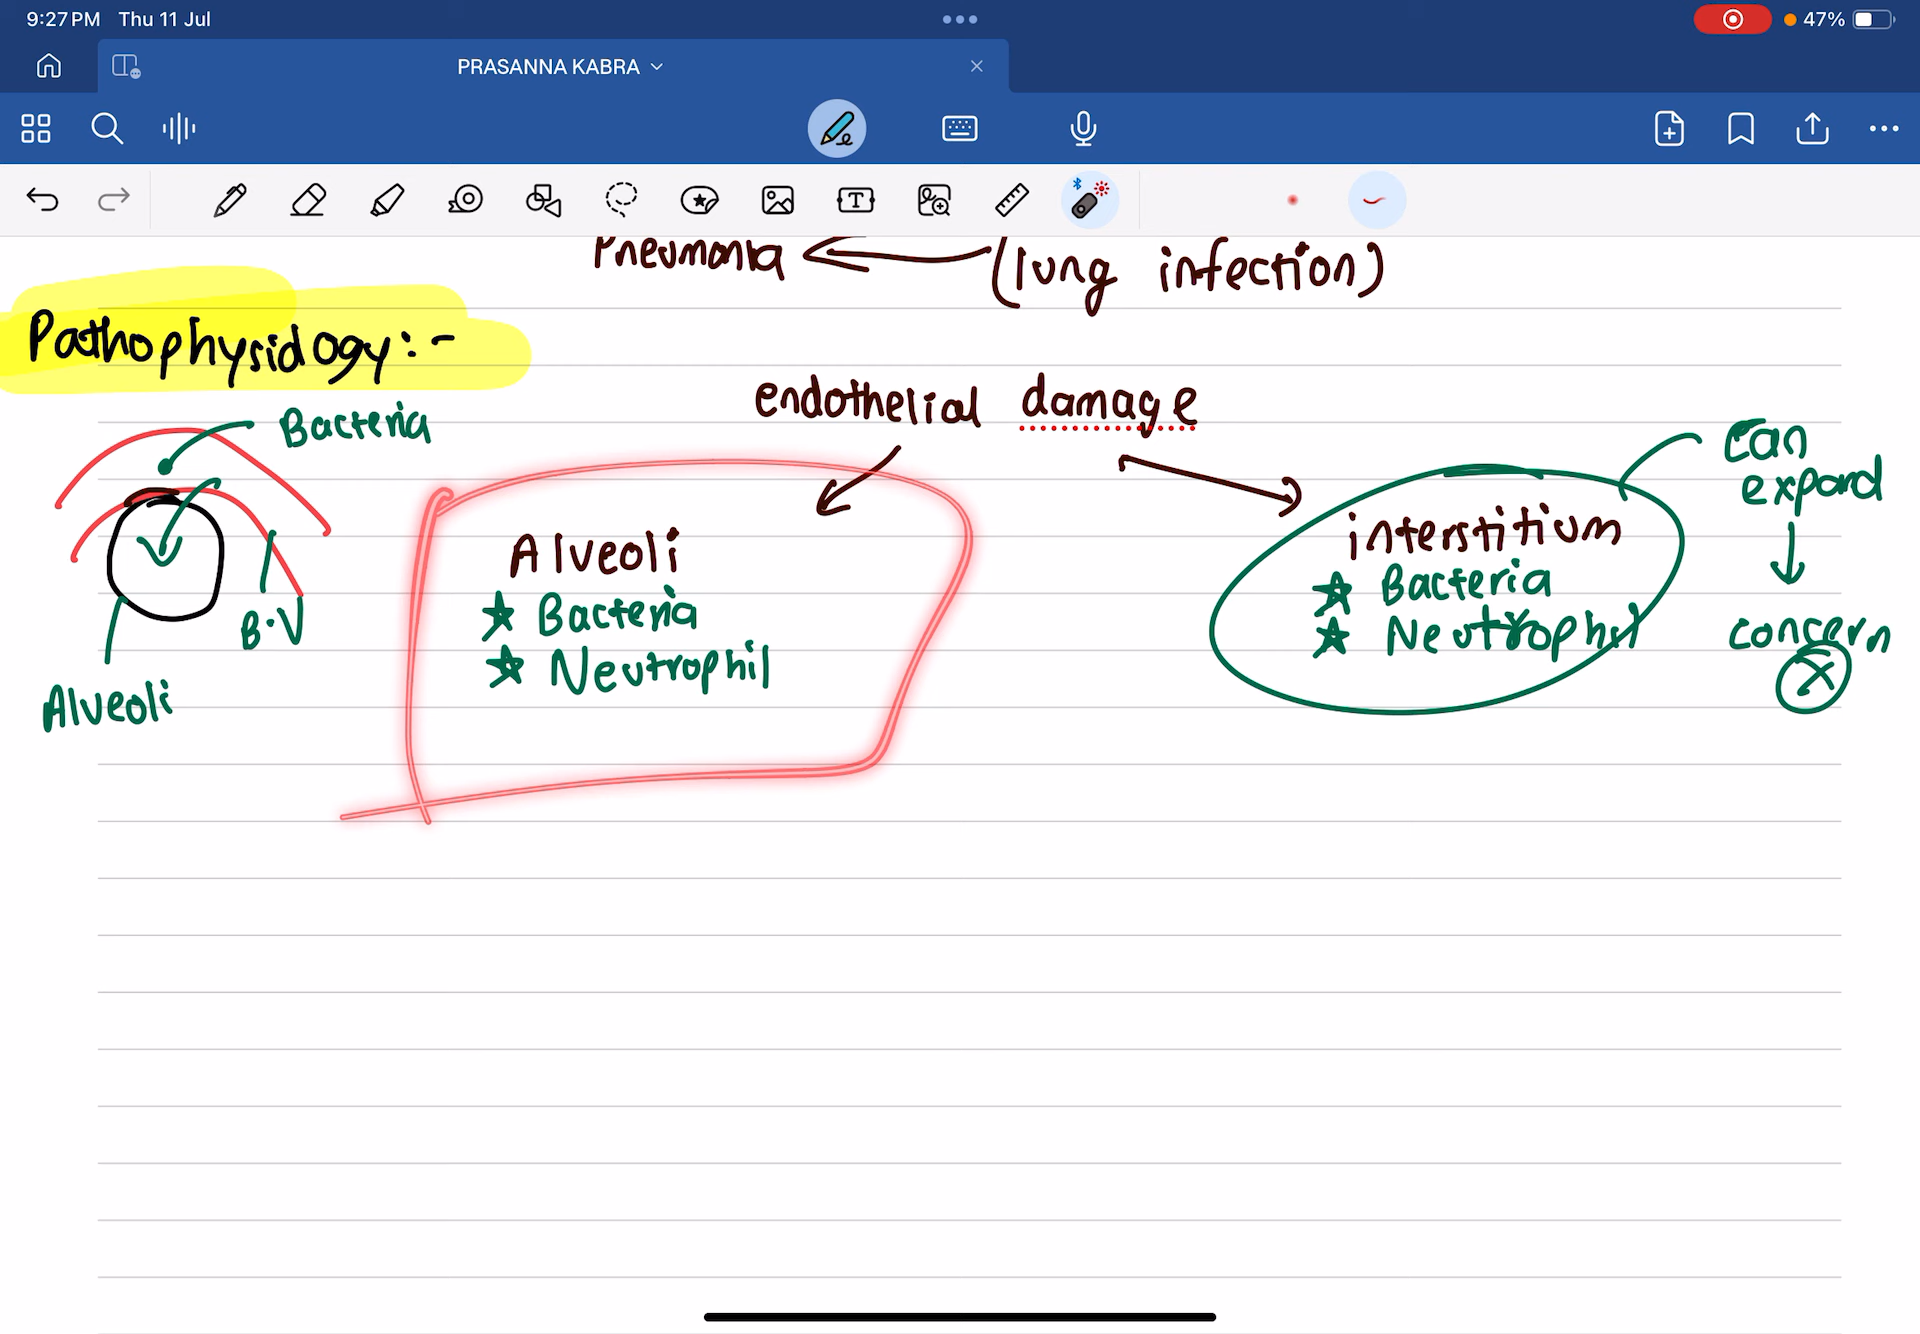 9:27 PM Thu 11 Jul
47%
PRASANNA KABRA
Pneumonia
(lung infection)
Pathophysiology:-
endothelial damage
Bacteria
Can
expand
concern
Alveoli
Bacteria
Neutrophil
interstitium
Bacteria
Neutrophil
B.V
Alveoli